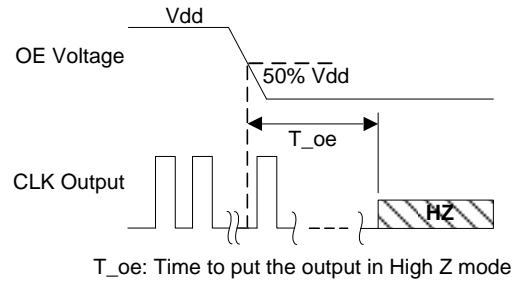 Vdd
OE Voltage
50% Vdd
T_oe
CLK Output
HZ
T_oe: Time to put the output in High Z mode